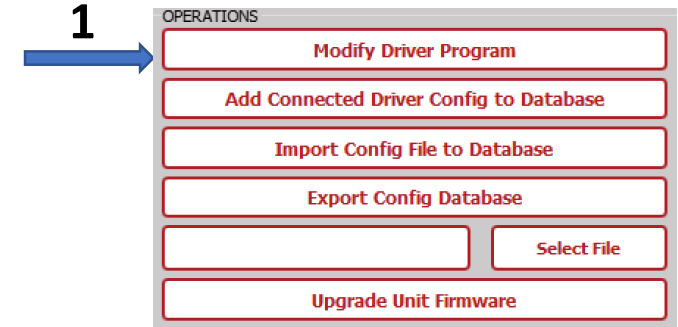 1
OPERATIONS
Modify Driver Program
Add Connected Driver Config to Database
Import Config File to Database
Export Config Database
Select File
Upgrade Unit Firmware